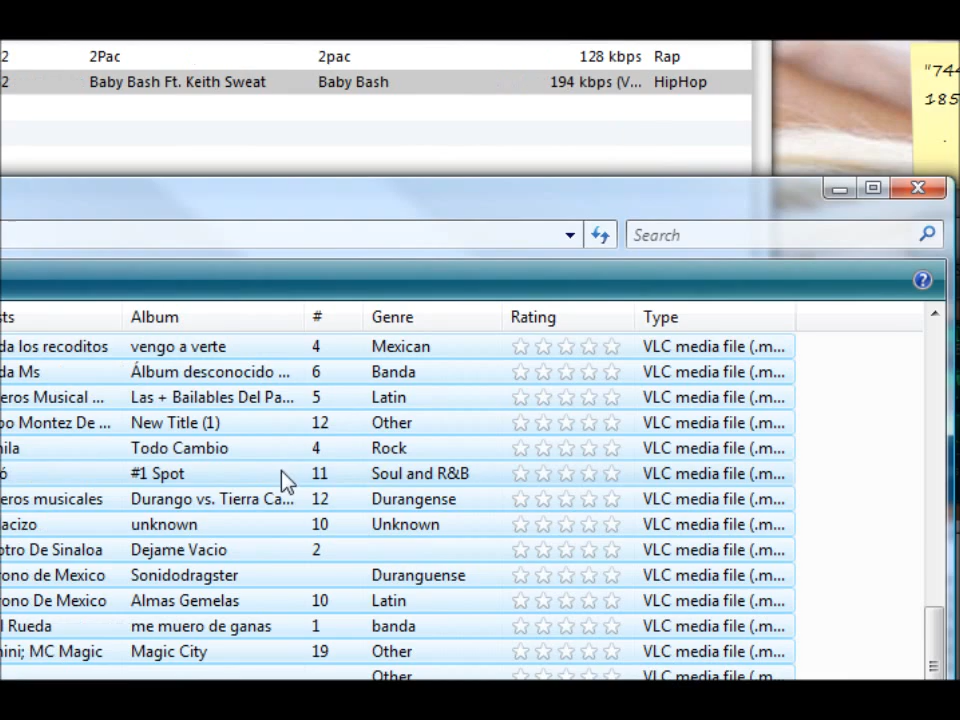 2 2Pac 2pac 128 kbps Rap
2 Baby Bash Ft. Keith Sweat Baby Bash 194 kbps (V... HipHop
"744
185
Search
sts Album # Genre Rating Type
da los recoditos vengo a verte 4 Mexican VLC media file (.m...
da Ms Álbum desconocido ... 6 Banda VLC media file (.m...
eros Musical ... Las + Bailables Del Pa... 5 Latin VLC media file (.m...
po Montez De ... New Title (1) 12 Other VLC media file (.m...
nila Todo Cambio 4 Rock VLC media file (.m...
ó #1 Spot 11 Soul and R&B VLC media file (.m...
eros musicales Durango vs. Tierra Ca... 12 Durangense VLC media file (.m...
acizo unknown 10 Unknown VLC media file (.m...
otro De Sinaloa Dejame Vacio 2 VLC media file (.m...
rono de Mexico Sonidodragster Duranguense VLC media file (.m...
rono De Mexico Almas Gemelas 10 Latin VLC media file (.m...
l Rueda me muero de ganas 1 banda VLC media file (.m...
nini; MC Magic Magic City 19 Other VLC media file (.m...
Other VLC media file (.m...